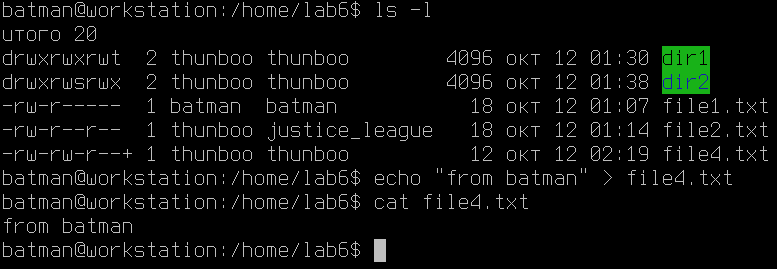 batman@workstation:/home/lab6$ ls -l
итого 20
drwxrwxrwt 2 thunboo thunboo 4096 окт 12 01:30 dir1
drwxrwsrwx 2 thunboo thunboo 4096 окт 12 01:38 dir2
-rw-r----- 1 batman batman 18 окт 12 01:07 file1.txt
-rw-r--r-- 1 thunboo justice_league 18 окт 12 01:14 file2.txt
-rw-rw-r--+ 1 thunboo thunboo 12 окт 12 02:19 file4.txt
batman@workstation:/home/lab6$ echo "from batman" > file4.txt
batman@workstation:/home/lab6$ cat file4.txt
from batman
batman@workstation:/home/lab6$